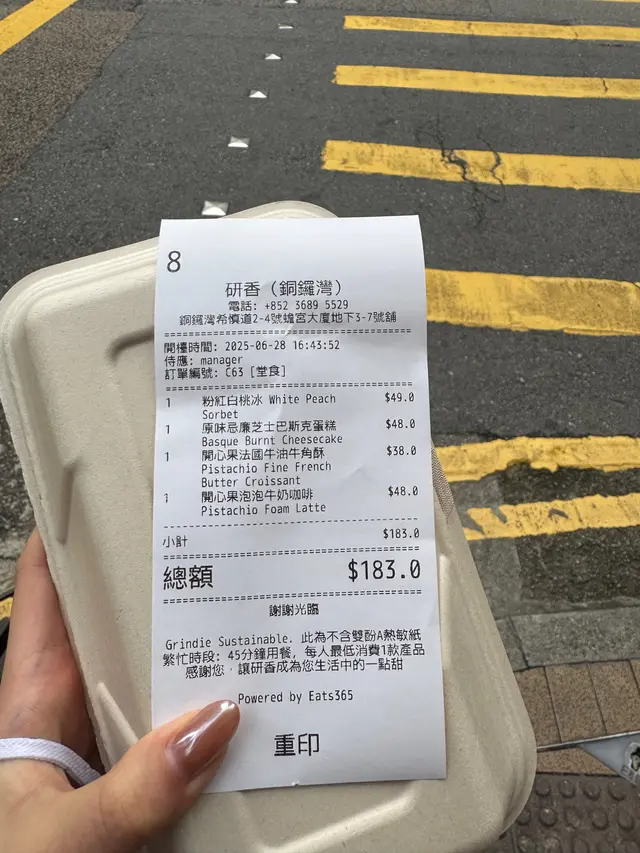 8
研香 (銅鑼灣)
電話: +852 3689 5529
銅鑼灣希慎道2-4號蟾宮大廈地下3-7號舖
開檯時間: 2025-06-28 16:43:52
侍應: manager
訂單編號: C63 [堂食]
1 粉紅白桃冰 White Peach $49.0
Sorbet
1 原味忌廉芝士巴斯克蛋糕 $48.0
Basque Burnt Cheesecake
1 開心果法國牛油牛角酥 $38.0
Pistachio Fine French
Butter Croissant
1 開心果泡泡牛奶咖啡 $48.0
Pistachio Foam Latte
小計 $183.0
總額 $183.0
謝謝光臨
Grindie Sustainable. 此為不含雙酚A熱敏紙
繁忙時段: 45分鐘用餐, 每人最低消費1款產品
感謝您, 讓研香成為您生活中的一點甜
Powered by Eats365
重印